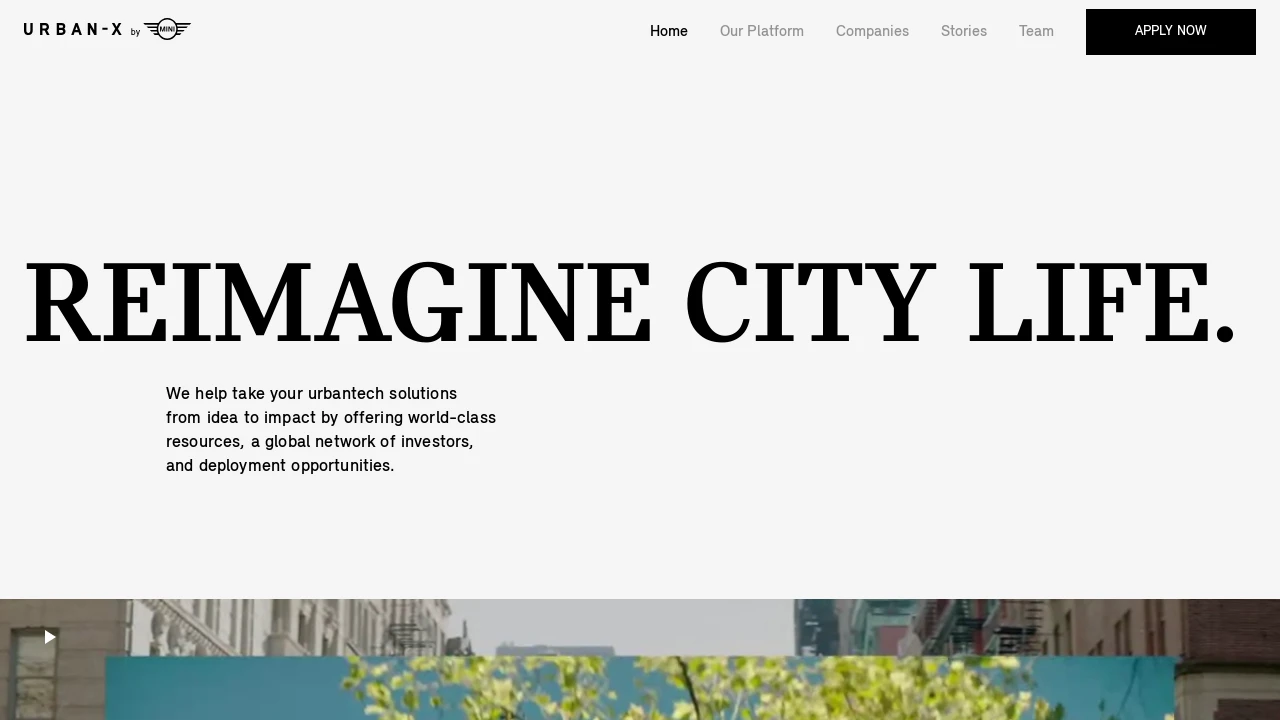 URBAN-X by MINI
Home
Our Platform
Companies
Stories
Team
APPLY NOW
REIMAGINE CITY LIFE.
We help take your urbantech solutions
from idea to impact by offering world-class
resources, a global network of investors,
and deployment opportunities.